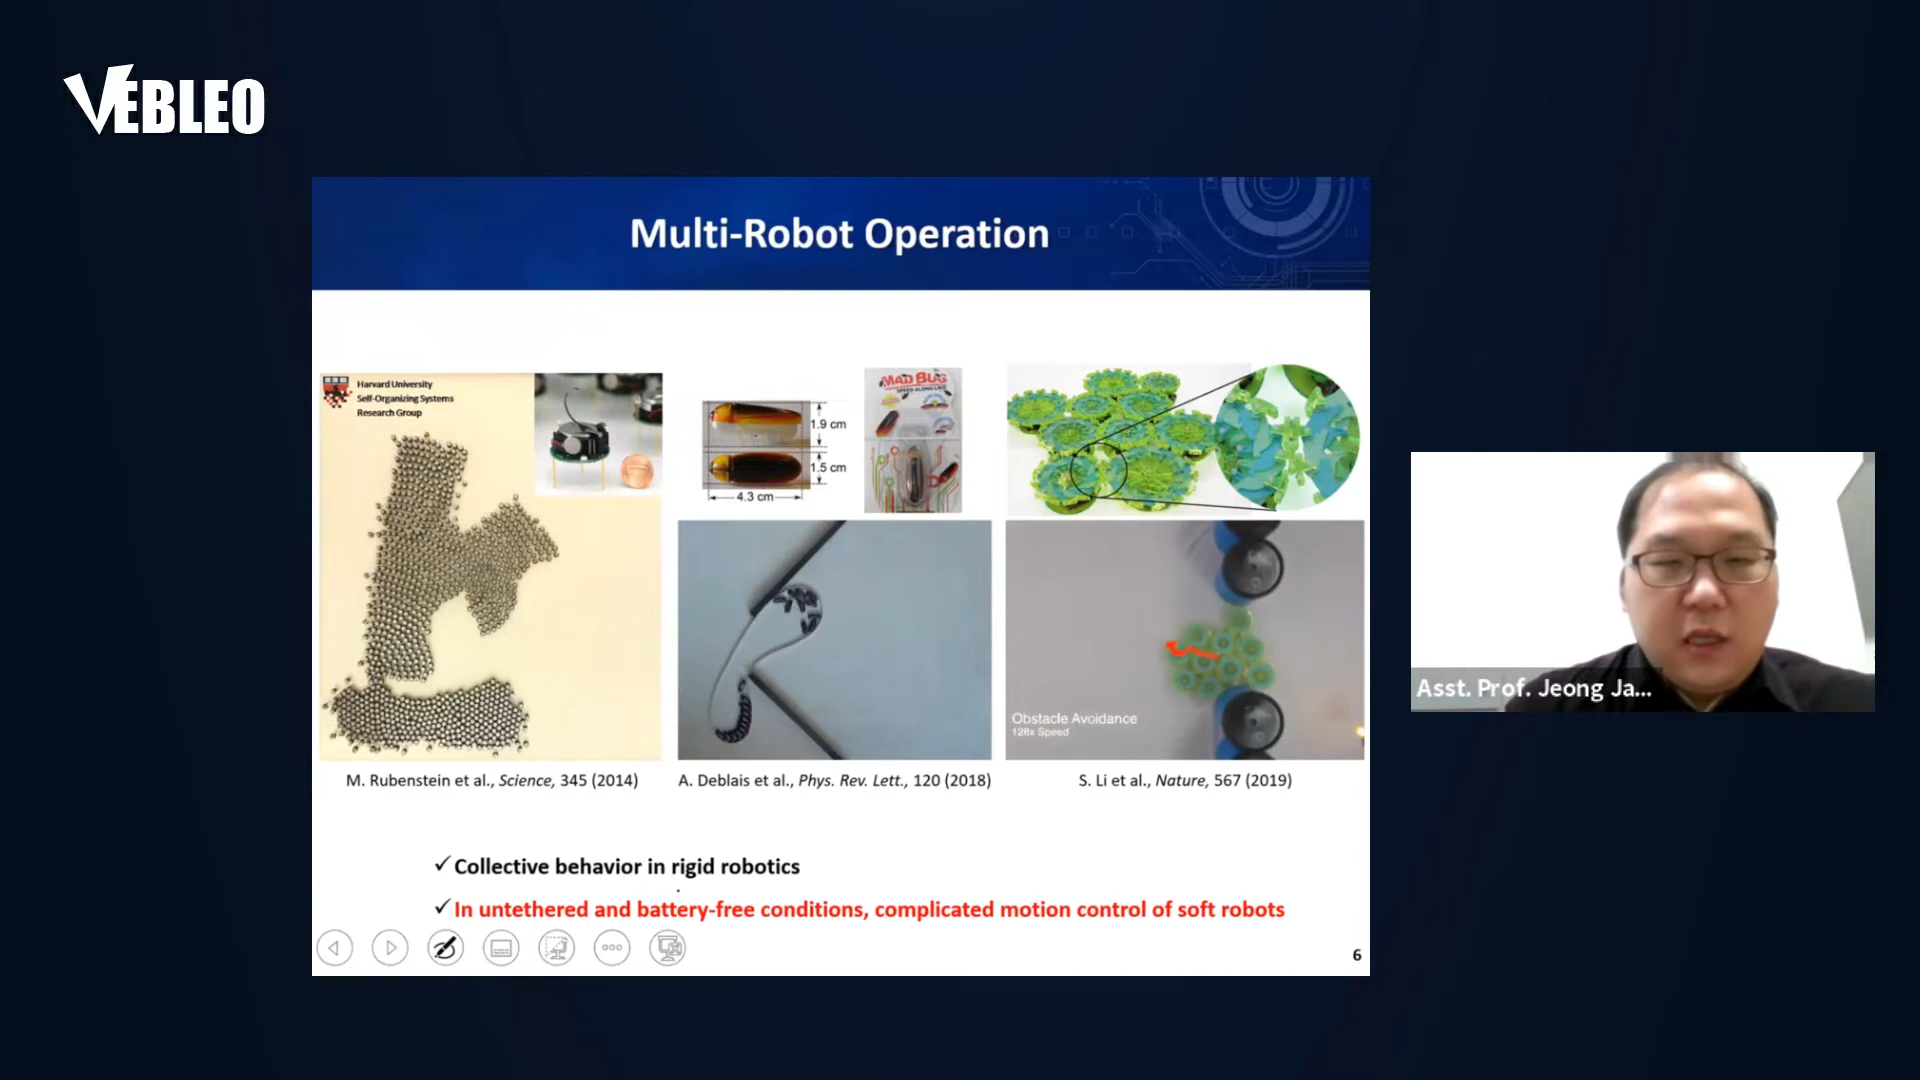 VEBLEO
Multi-Robot Operation
Harvard University
Self-Organizing Systems
Research Group
MAD BUG
SPEED ALONG LIKE
1.9 cm
1.5 cm
4.3 cm
Obstacle Avoidance
128x Speed
M. Rubenstein et al., Science, 345 (2014)
A. Deblais et al., Phys. Rev. Lett., 120 (2018)
S. Li et al., Nature, 567 (2019)
✓Collective behavior in rigid robotics
✓In untethered and battery-free conditions, complicated motion control of soft robots
6
Asst. Prof. Jeong Ja...